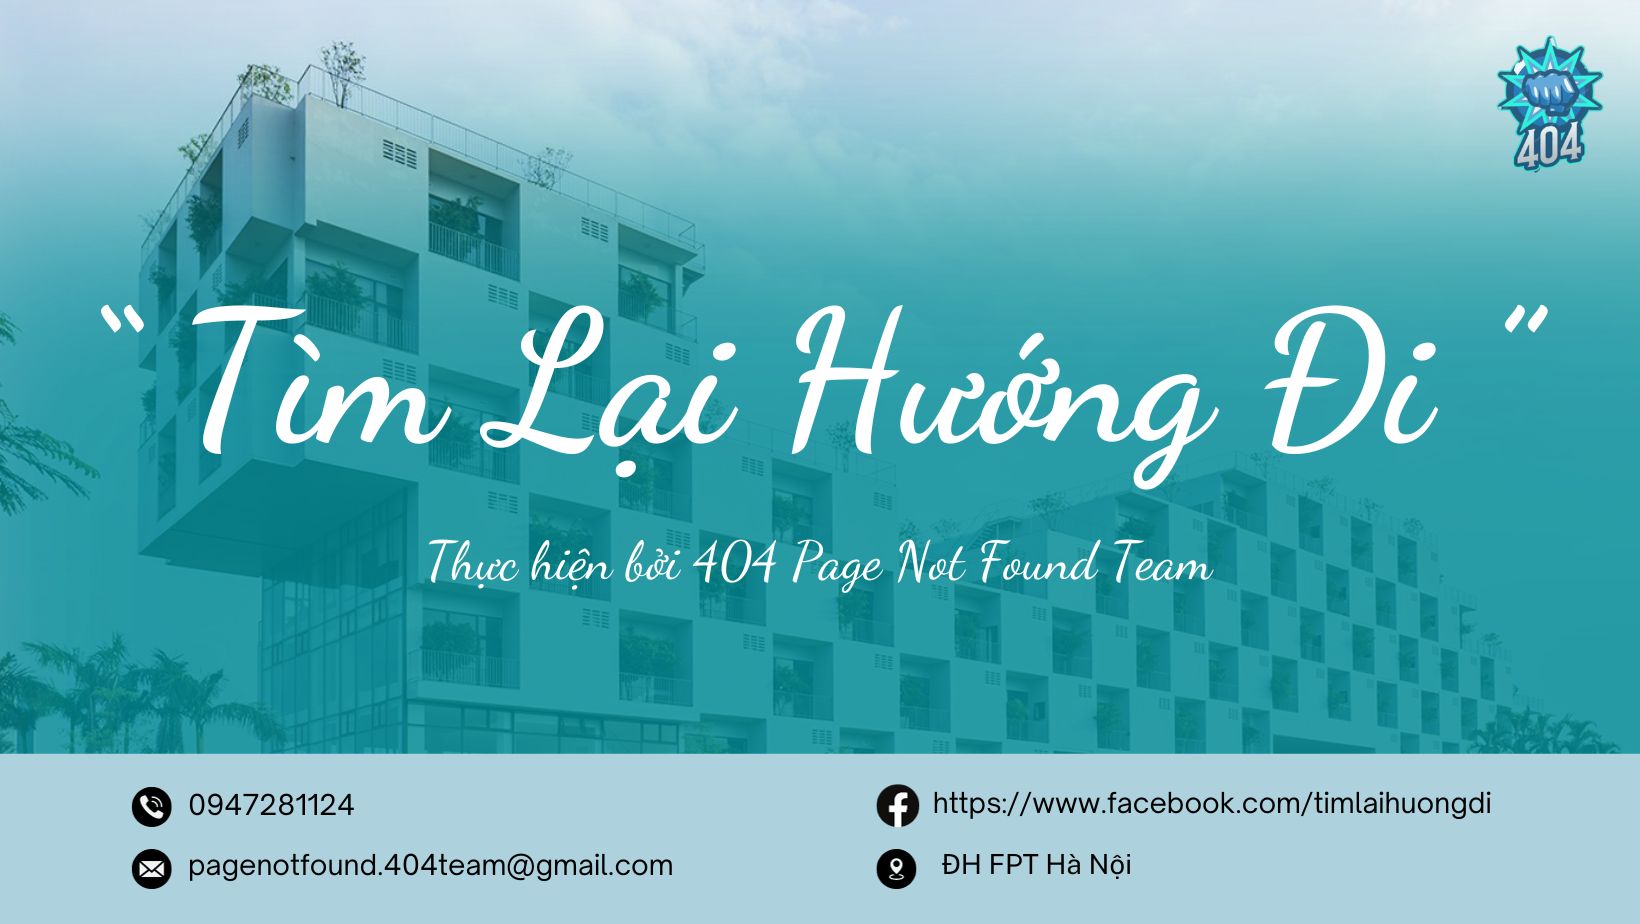 404
“ Tìm Lại Hướng Đi ”
Thực hiện bởi 404 Page Not Found Team
0947281124
https://www.facebook.com/timlaihuongdi
pagenotfound.404team@gmail.com
ĐH FPT Hà Nội